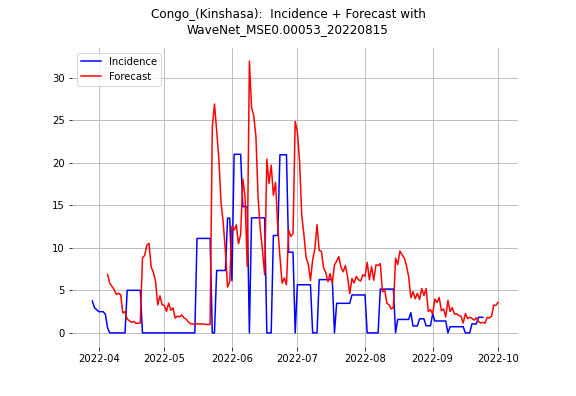 Congo_(Kinshasa):  Incidence + Forecast with
WaveNet_MSE0.00053_20220815
Incidence
Forecast
30
25
20
15
10
5
0
2022-04 2022-05 2022-06 2022-07 2022-08 2022-09 2022-10